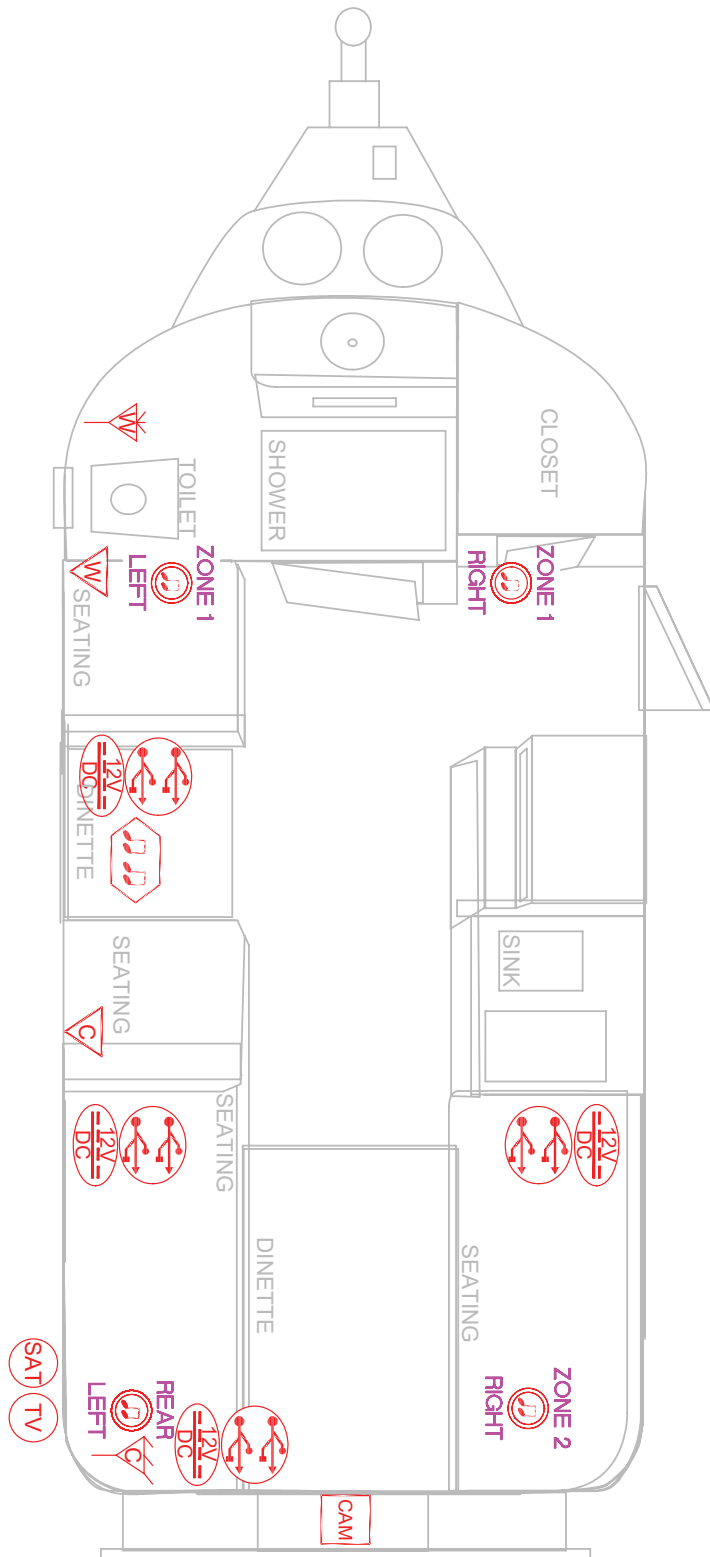 CLOSET
SHOWER
TOILET
W
W
ZONE 1
LEFT
ZONE 1
RIGHT
SEATING
12V
DC
DINETTE
SEATING
SINK
C
SEATING
12V
DC
12V
DC
DINETTE
SEATING
SAT
TV
REAR
LEFT
C
12V
DC
ZONE 2
RIGHT
CAM